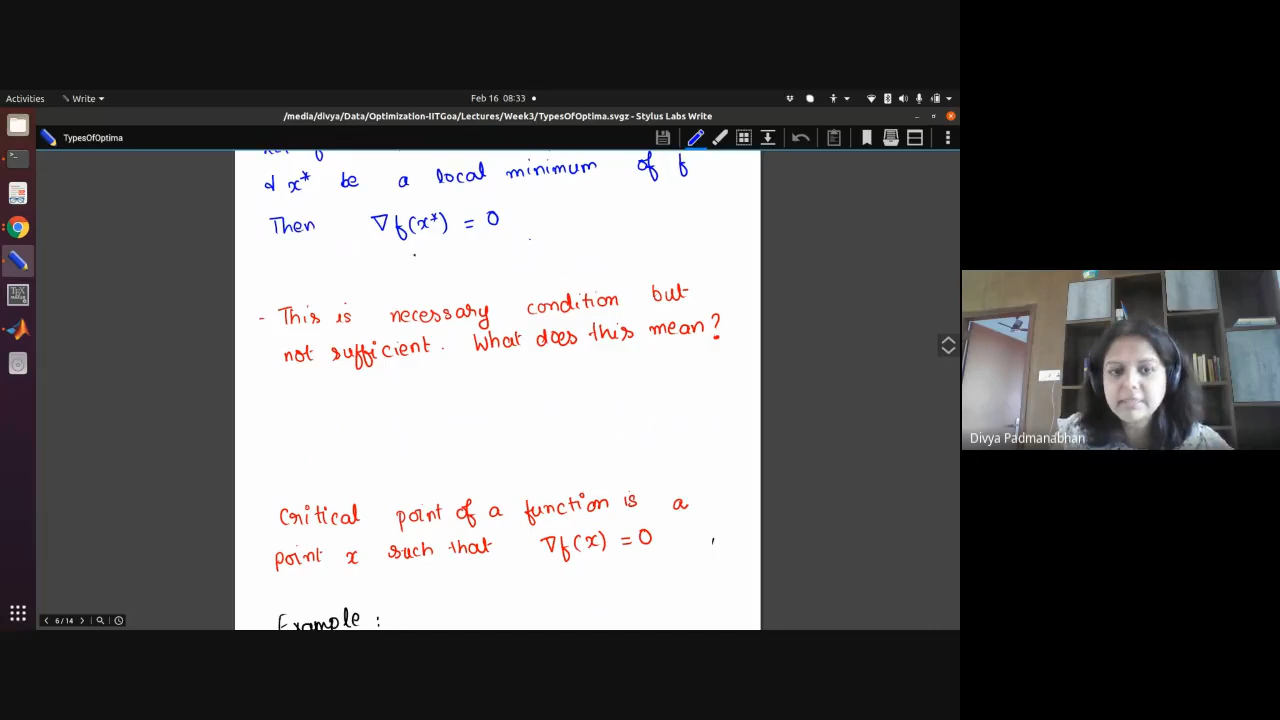 Activities
Write
Feb 16 08:33
/media/divya/Data/Optimization-IITGoa/Lectures/Week3/TypesOfOptima.svgz - Stylus Labs Write
TypesOfOptima
& x* be a local minimum of f
Then ∇f(x*) = 0
- This is necessary condition but
not sufficient. What does this mean?
Critical point of a function is a
point x such that ∇f(x) = 0
Example :
6/14
Divya Padmanabhan